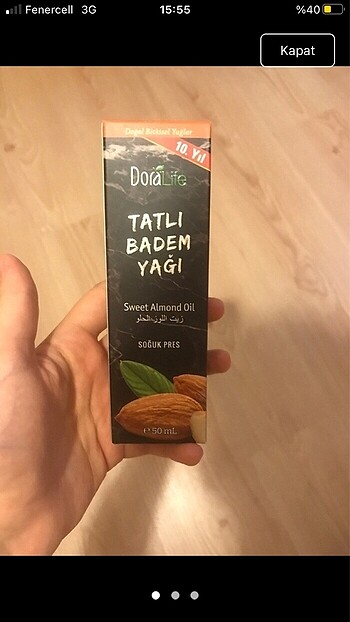 Fenercell 3G
15:55
%40
Kapat
Doğal Bitkisel Yağlar
10. Yıl
DoraLife
TATLI
BADEM
YAĞI
Sweet Almond Oil
زيت اللوز الحلو
SOĞUK PRES
℮50 mL